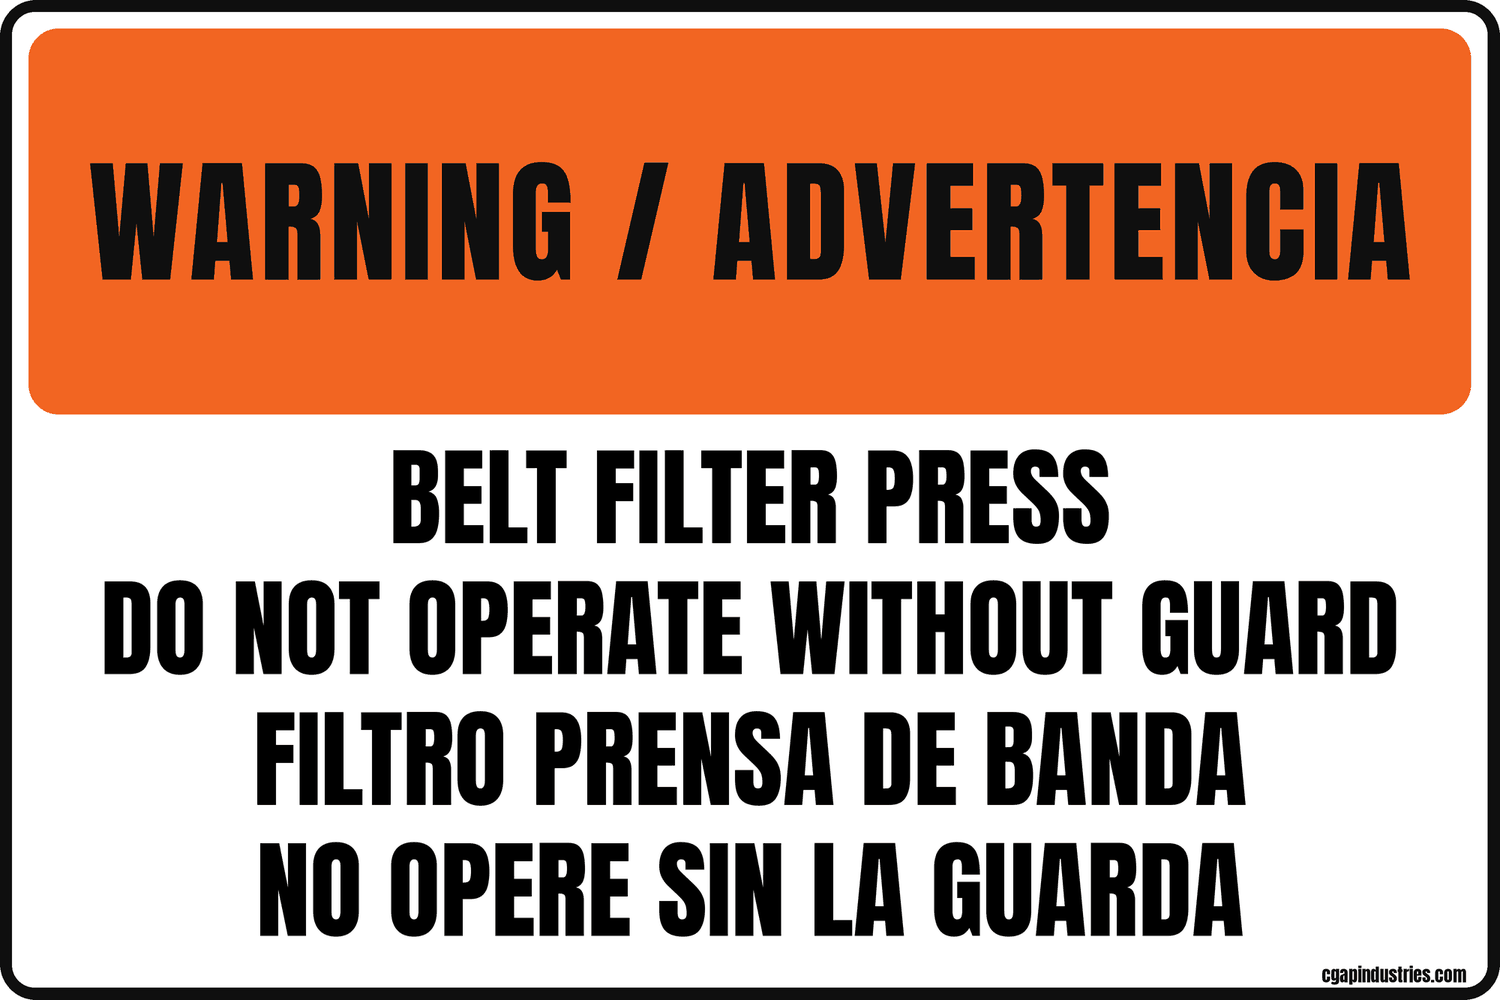 WARNING / ADVERTENCIA
BELT FILTER PRESS
DO NOT OPERATE WITHOUT GUARD
FILTRO PRENSA DE BANDA
NO OPERE SIN LA GUARDA
cgapindustries.com